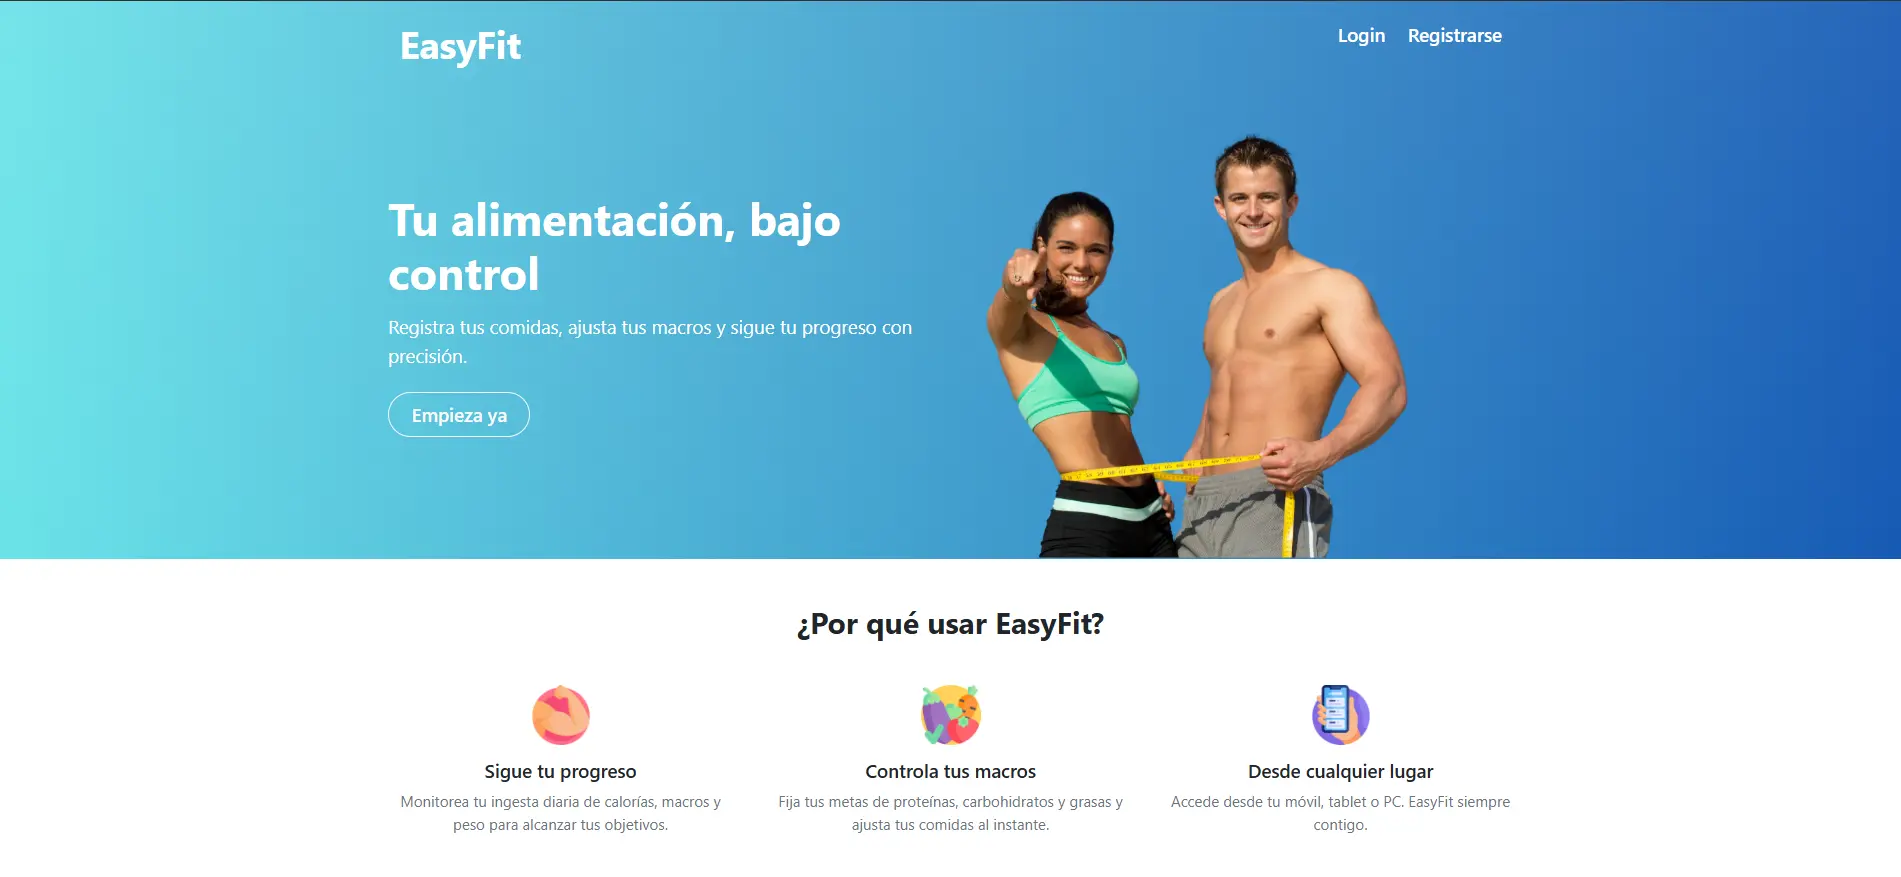 EasyFit
Login
Registrarse
Tu alimentación, bajo
control
Registra tus comidas, ajusta tus macros y sigue tu progreso con
precisión.
Empieza ya
¿Por qué usar EasyFit?
Sigue tu progreso
Monitorea tu ingesta diaria de calorías, macros y
peso para alcanzar tus objetivos.
Controla tus macros
Fija tus metas de proteínas, carbohidratos y grasas y
ajusta tus comidas al instante.
Desde cualquier lugar
Accede desde tu móvil, tablet o PC. EasyFit siempre
contigo.